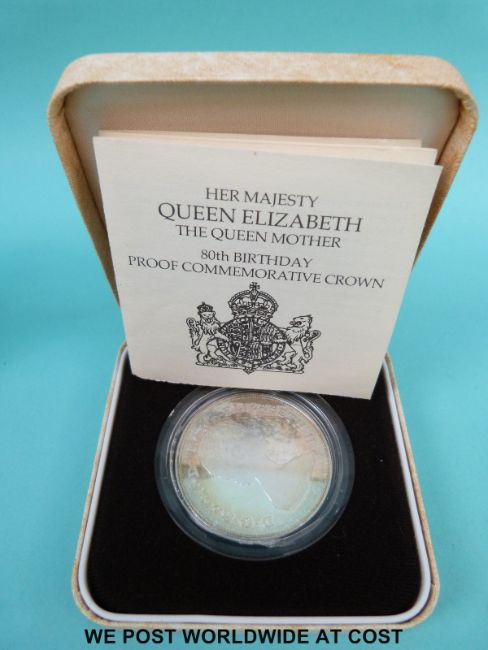 HER MAJESTY
QUEEN ELIZABETH
THE QUEEN MOTHER
80th BIRTHDAY
PROOF COMMEMORATIVE CROWN
WE POST WORLDWIDE AT COST